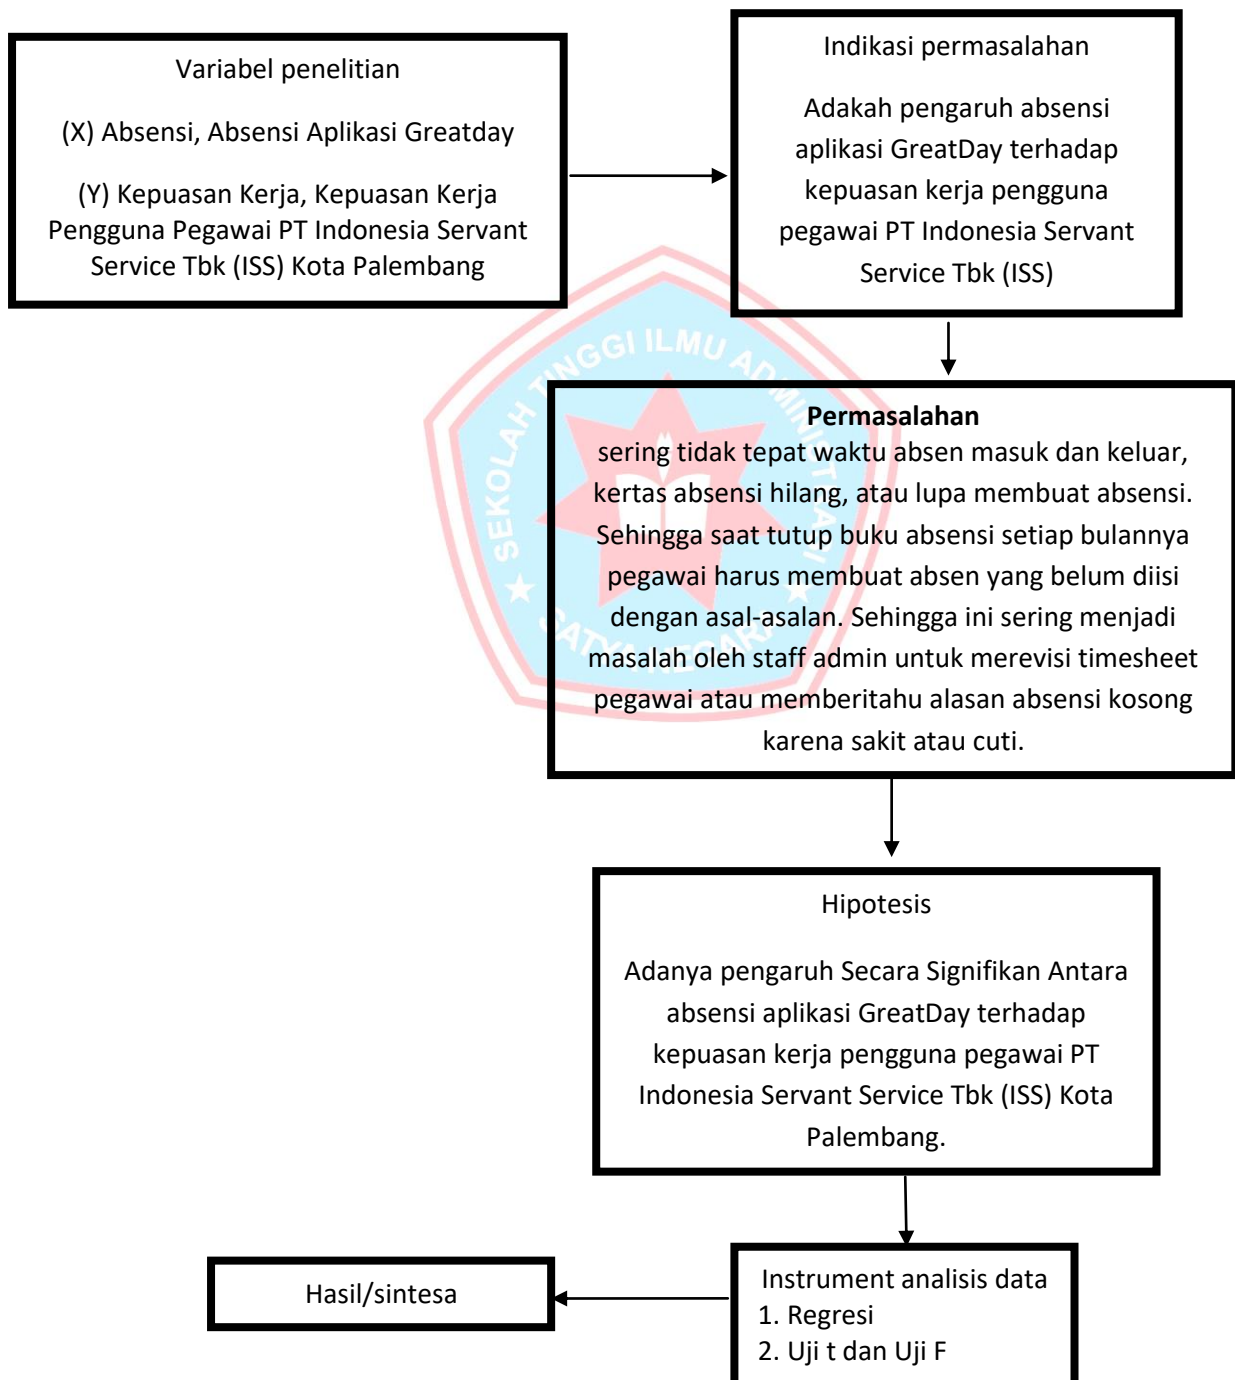 Variabel penelitian
(X) Absensi, Absensi Aplikasi Greatday
(Y) Kepuasan Kerja, Kepuasan Kerja
Pengguna Pegawai PT Indonesia Servant
Service Tbk (ISS) Kota Palembang
Indikasi permasalahan
Adakah pengaruh absensi
aplikasi GreatDay terhadap
kepuasan kerja pengguna
pegawai PT Indonesia Servant
Service Tbk (ISS)
SEKOLAH TINGGI ILMU ADMINISTRASI
SATYA NEGARA
Permasalahan
sering tidak tepat waktu absen masuk dan keluar,
kertas absensi hilang, atau lupa membuat absensi.
Sehingga saat tutup buku absensi setiap bulannya
pegawai harus membuat absen yang belum diisi
dengan asal-asalan. Sehingga ini sering menjadi
masalah oleh staff admin untuk merevisi timesheet
pegawai atau memberitahu alasan absensi kosong
karena sakit atau cuti.
Hipotesis
Adanya pengaruh Secara Signifikan Antara
absensi aplikasi GreatDay terhadap
kepuasan kerja pengguna pegawai PT
Indonesia Servant Service Tbk (ISS) Kota
Palembang.
Instrument analisis data
1. Regresi
2. Uji t dan Uji F
Hasil/sintesa